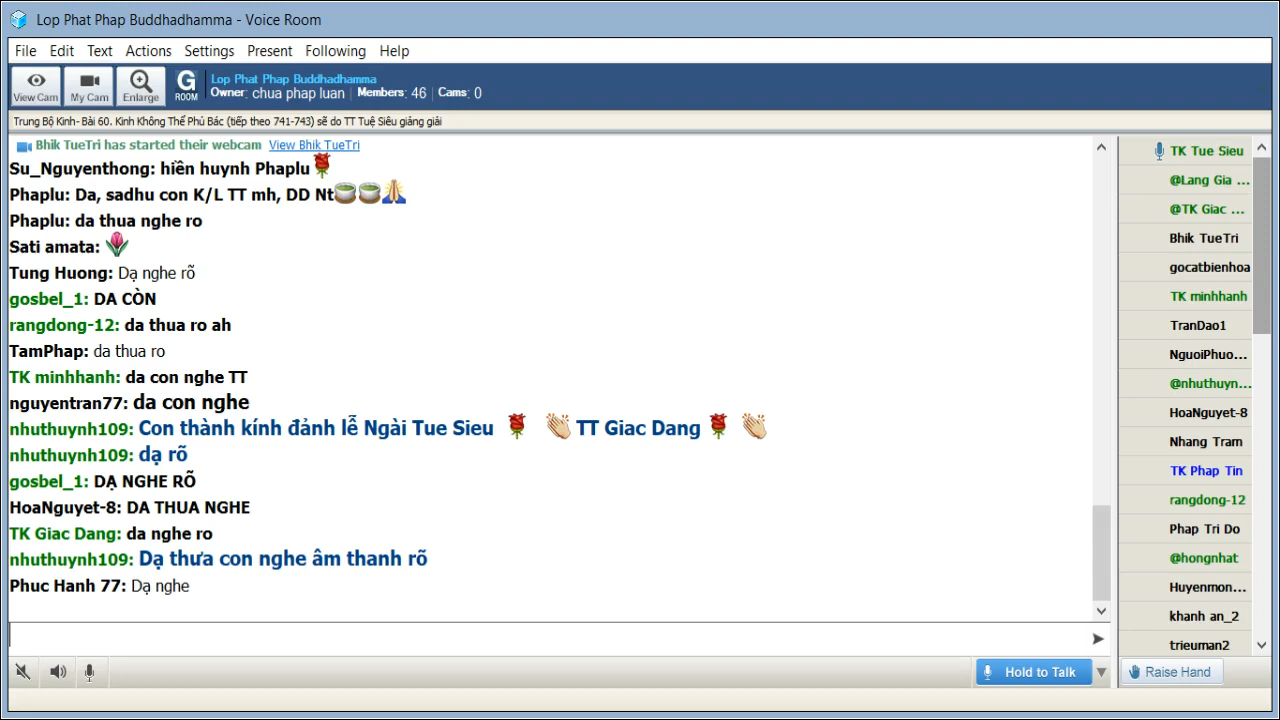 Lop Phat Phap Buddhadhamma - Voice Room
File Edit Text Actions Settings Present Following Help
View Cam My Cam Enlarge G ROOM
Lop Phat Phap Buddhadhamma
Owner: chua phap luan Members: 46 Cams: 0
Trung Bộ Kinh- Bài 60. Kinh Không Thể Phủ Bác (tiếp theo 741-743) sẽ do TT Tuệ Siêu giảng giải
Bhik TueTri has started their webcam View Bhik TueTri
Su_Nguyenthong: hiền huynh Phaplu
Phaplu: Da, sadhu con K/L TT mh, DD Nt
Phaplu: da thua nghe ro
Sati amata:
Tung Huong: Dạ nghe rõ
gosbel_1: DA CÒN
rangdong-12: da thua ro ah
TamPhap: da thua ro
TK minhhanh: da con nghe TT
nguyentran77: da con nghe
nhuthuynh109: Con thành kính đảnh lễ Ngài Tue Sieu TT Giac Dang
nhuthuynh109: dạ rõ
gosbel_1: DẠ NGHE RÕ
HoaNguyet-8: DA THUA NGHE
TK Giac Dang: da nghe ro
nhuthuynh109: Dạ thưa con nghe âm thanh rõ
Phuc Hanh 77: Dạ nghe
TK Tue Sieu
@Lang Gia ...
@TK Giac ...
Bhik TueTri
gocatbienhoa
TK minhhanh
TranDao1
NguoiPhuo...
@nhuthuyn...
HoaNguyet-8
Nhang Tram
TK Phap Tin
rangdong-12
Phap Tri Do
@hongnhat
Huyenmon...
khanh an_2
trieuman2
Hold to Talk
Raise Hand